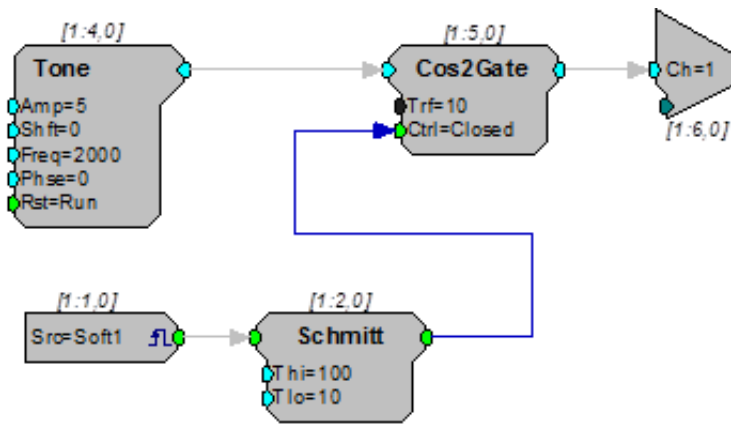 [1:4,0]
Tone
Amp=5
Shft=0
Freq=2000
Phse=0
Rst=Run
[1:5,0]
Cos2Gate
Trf=10
Ctrl=Closed
Ch=1
[1:6,0]
[1:1,0]
Src=Soft1
[1:2,0]
Schmitt
Thi=100
Tlo=10